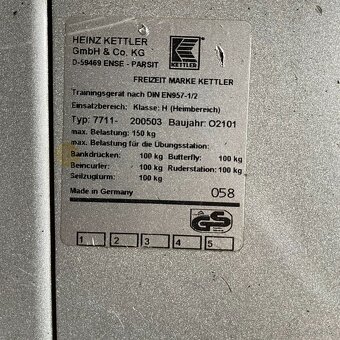 HEINZ KETTLER
GmbH & Co. KG
D-59469 ENSE - PARSIT
KETTLER
FREIZEIT MARKE KETTLER
Trainingsgerät nach DIN EN957-1/2
Einsatzbereich: Klasse: H (Heimbereich)
Typ: 7711- 200503 Baujahr: O2101
max. Belastung: 150 kg
max. Belastung für die Übungsstation:
Bankdrücken: 100 kg Butterfly: 100 kg
Beincurler: 100 kg Ruderstation: 100 kg
Seilzugturm: 100 kg
Made in Germany 058
GS
1 2 3 4 5